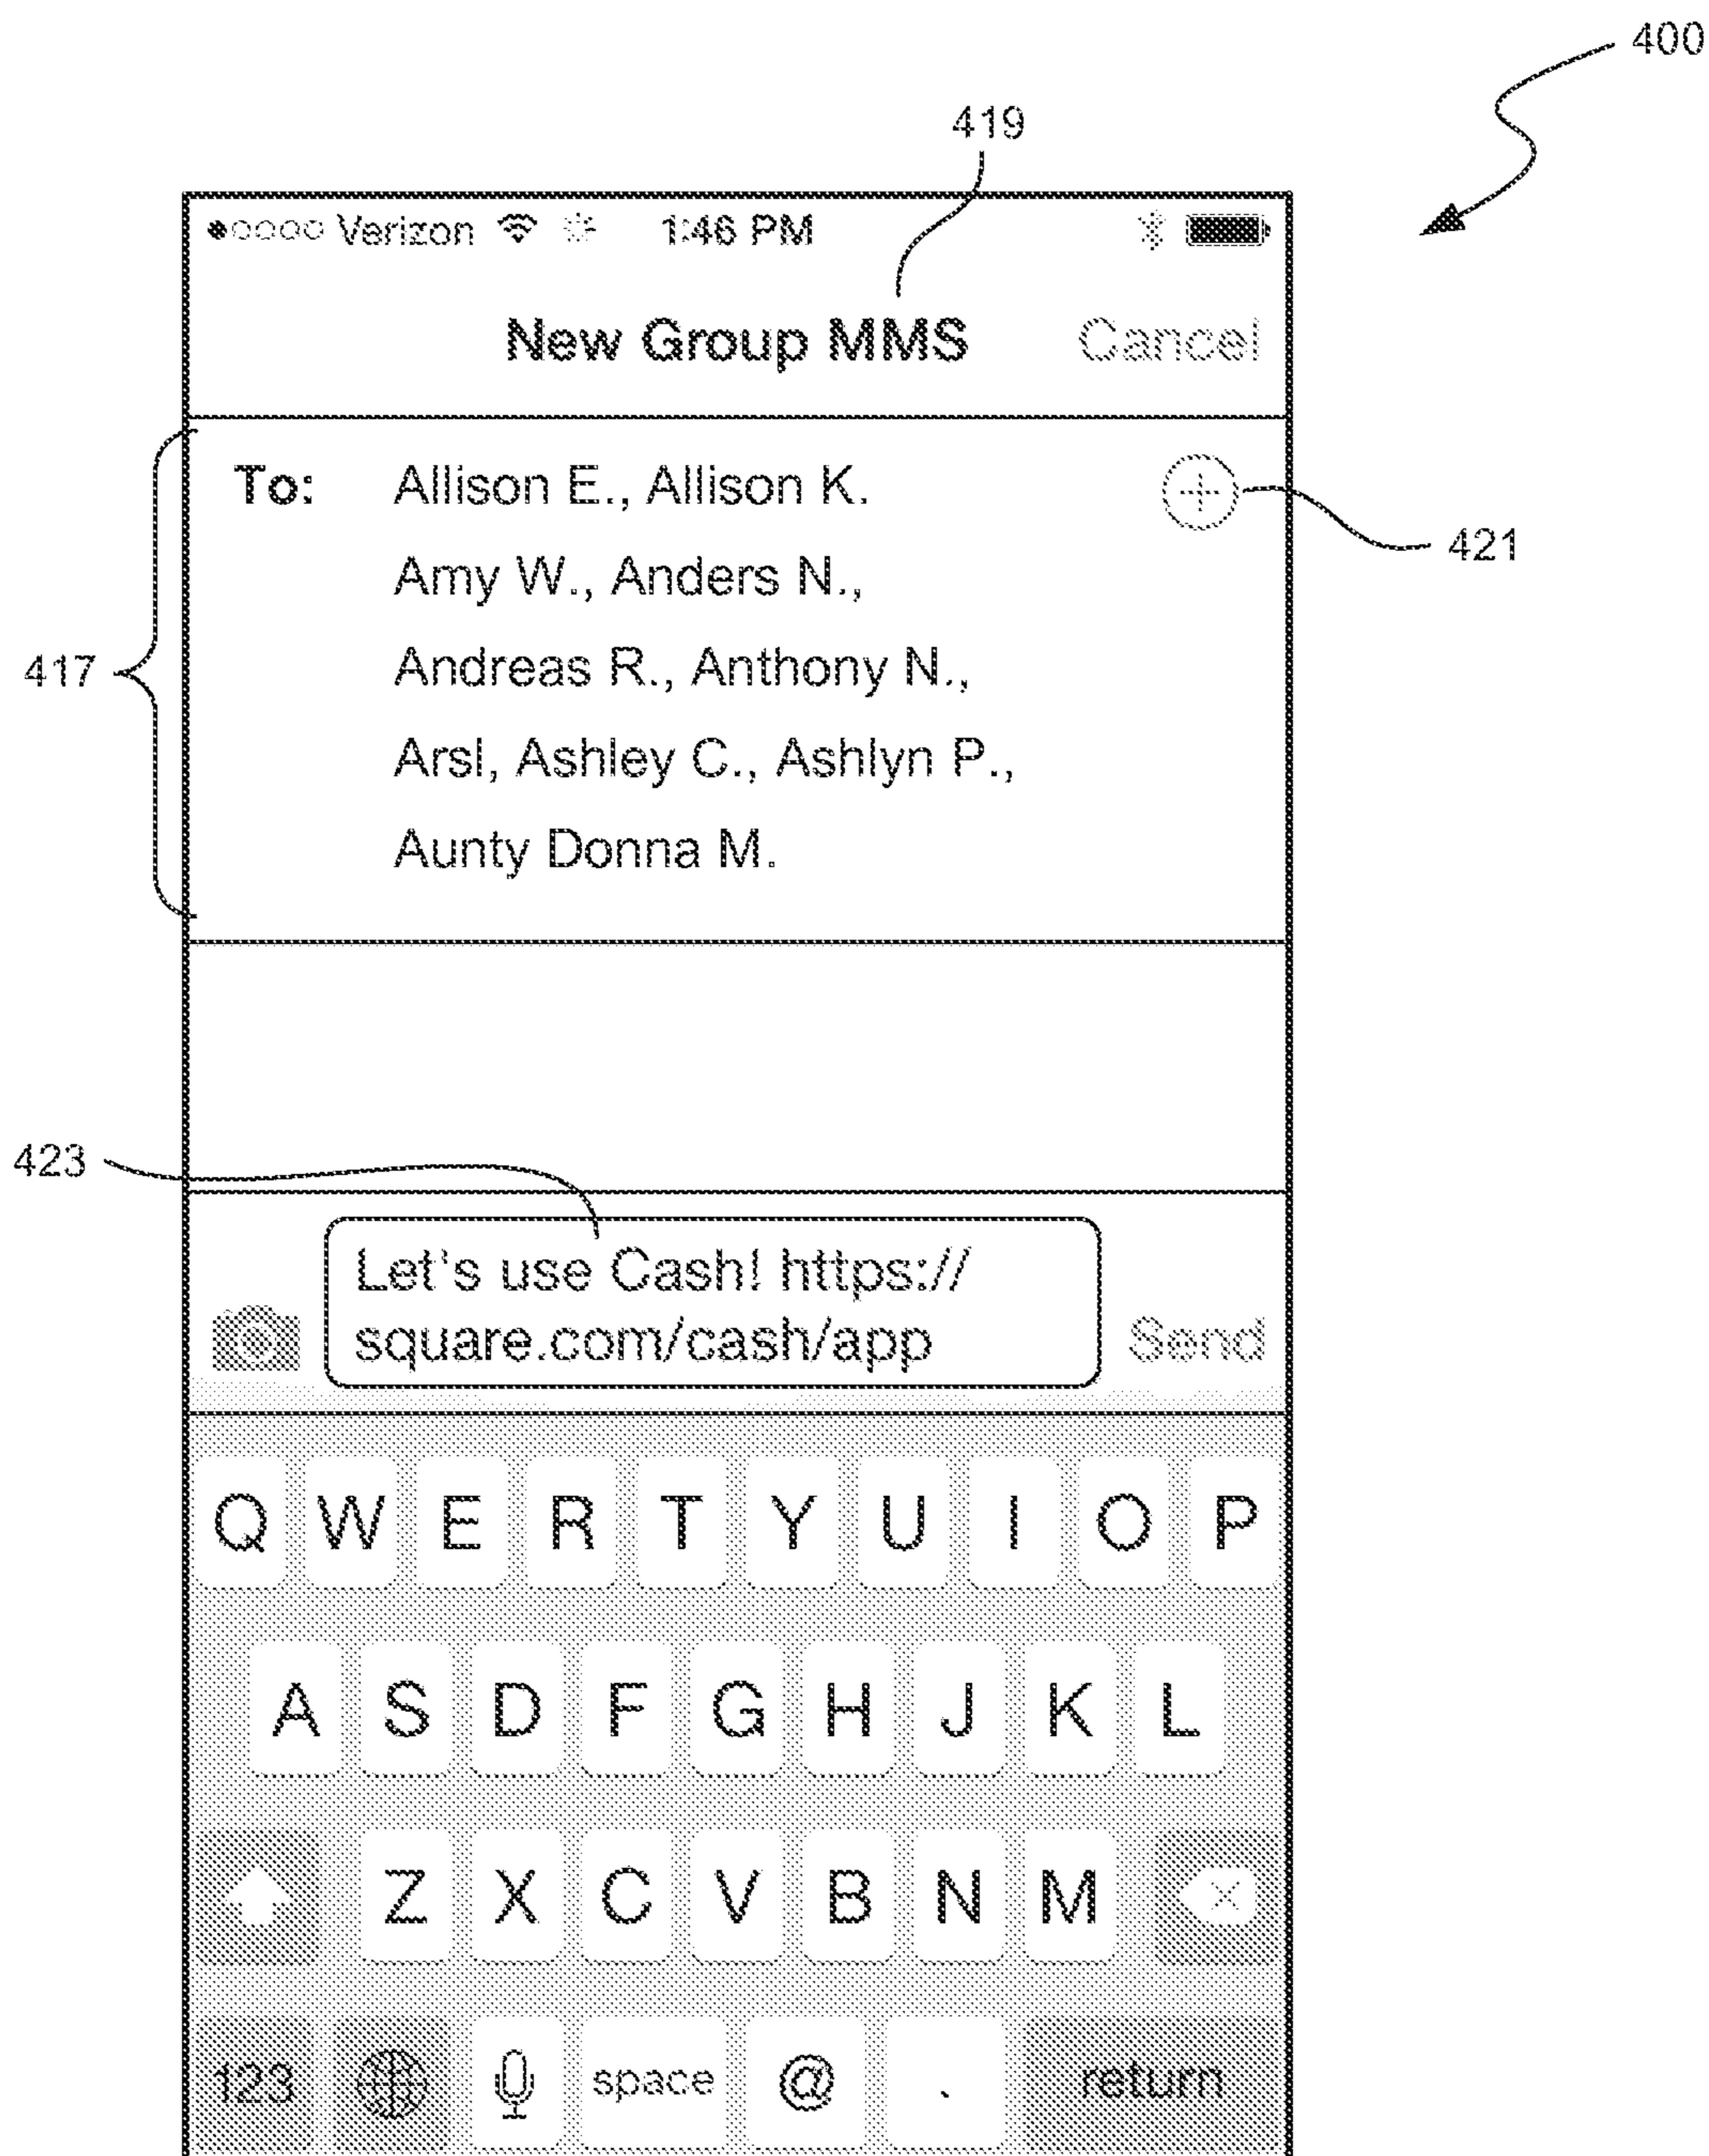 400
419
Verizon 1:46 PM
New Group MMS Cancel
To: Allison E., Allison K.
421
Amy W., Anders N.,
417
Andreas R., Anthony N.,
Arsl, Ashley C., Ashlyn P.,
Aunty Donna M.
423
Let's use Cash! https://
square.com/cash/app
Send
Q W E R T Y U I O P
A S D F G H J K L
Z X C V B N M
123 space @ . return